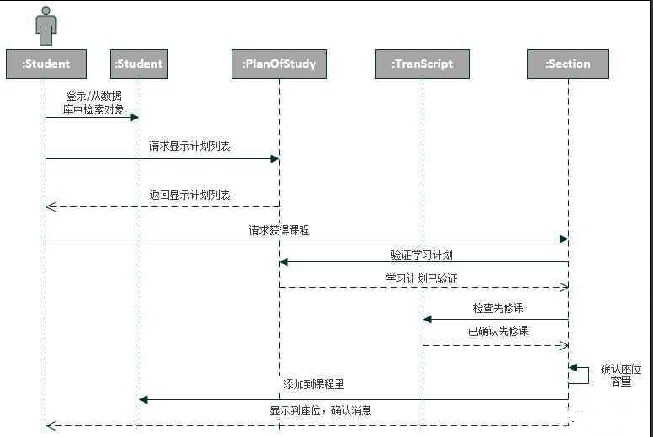 :Student
:Student
:PlanOfStudy
:TranScript
:Section
登录/从数据
库中检索对象
请求显示计划列表
返回显示计划列表
请求获得课程
验证学习计划
学习计划已验证
检查先修课
已确认先修课
确认座位
容量
添加到课程里
显示到座位，确认消息